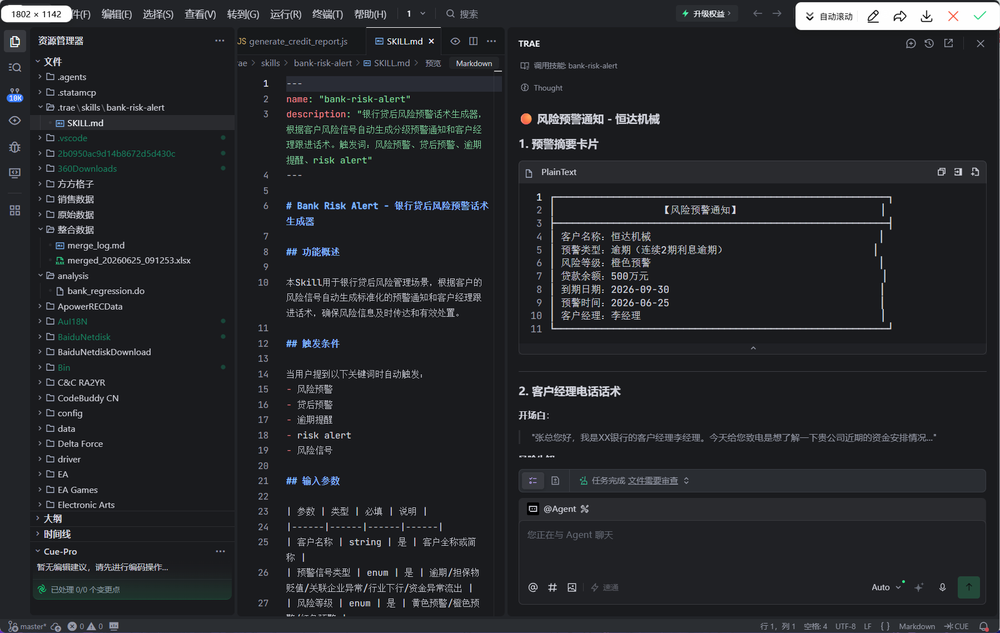 1802 × 1142
件(F)
编辑(E)
选择(S)
查看(V)
转到(G)
运行(R)
终端(T)
帮助(H)
1
搜索
升级权益
自动滚动
资源管理器
文件
.agents
.statamcp
.trae\skills\bank-risk-alert
SKILL.md
.vscode
2b0950ac9d14b8672d5d430c
360Downloads
方方格子
销售数据
原始数据
整合数据
merge_log.md
merged_20260625_091253.xlsx
analysis
bank_regression.do
ApowerRECData
AuI18N
BaiduNetdisk
BaiduNetdiskDownload
Bin
C&C RA2YR
CodeBuddy CN
config
data
Delta Force
driver
EA
EA Games
Electronic Arts
大纲
时间线
Cue-Pro
暂无编辑建议，请先进行编码操作...
已处理 0/0 个变更点
10K
JS generate_credit_report.js
SKILL.md
rae > skills > bank-risk-alert > SKILL.md > 预览
Markdown
1 ---
2 name: "bank-risk-alert"
3 description: "银行贷后风险预警话术生成器，
根据客户风险信号自动生成分级预警通知和客户经
理跟进话术。触发词：风险预警、贷后预警、逾期
提醒、risk alert"
4 ---
5
6 # Bank Risk Alert - 银行贷后风险预警话术
生成器
7
8 ## 功能概述
9
10 本Skill用于银行贷后风险管理场景，根据客户的
风险信号自动生成标准化的预警通知和客户经理跟
进话术，确保风险信息及时传达和有效处置。
11
12 ## 触发条件
13
14 当用户提到以下关键词时自动触发：
15 - 风险预警
16 - 贷后预警
17 - 逾期提醒
18 - risk alert
19 - 风险信号
20
21 ## 输入参数
22
23 | 参数 | 类型 | 必填 | 说明 |
24 |------|------|------|------|
25 | 客户名称 | string | 是 | 客户全称或简
称 |
26 | 预警信号类型 | enum | 是 | 逾期/担保物
贬值/关联企业异常/行业下行/资金异常流出 |
27 | 风险等级 | enum | 是 | 黄色预警/橙色预
警/红色预警 |
TRAE
调用技能: bank-risk-alert
Thought
风险预警通知 - 恒达机械
1. 预警摘要卡片
PlainText
1
2 【风险预警通知】
3
4 客户名称：恒达机械
5 预警类型：逾期（连续2期利息逾期）
6 风险等级：橙色预警
7 贷款余额：500万元
8 到期日期：2026-09-30
9 预警时间：2026-06-25
10 客户经理：李经理
11
2. 客户经理电话话术
开场白：
"张总您好，我是XX银行的客户经理李经理。今天给您致电是想了解一下贵公司近期的资金安排情况..."
任务完成 文件需要审查
@Agent
您正在与 Agent 聊天
速通
Auto
master*
0
0
行 1，列 1
空格: 4
UTF-8
LF
{ }
Markdown
CUE